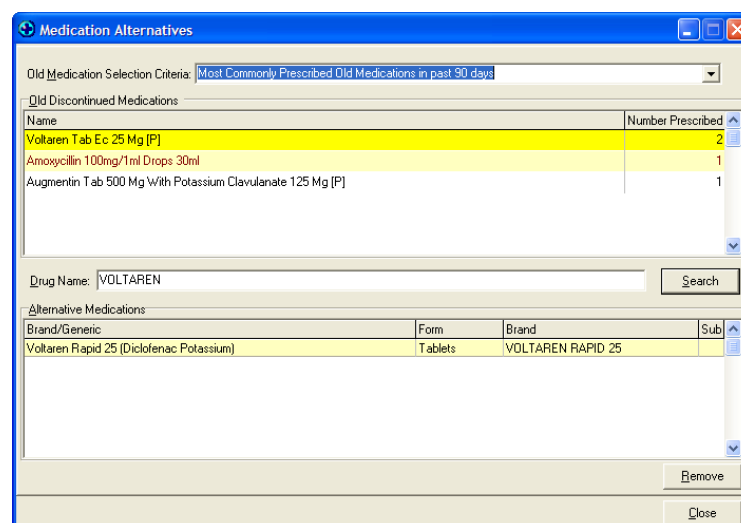 Medication Alternatives
Old Medication Selection Criteria: Most Commonly Prescribed Old Medications in past 90 days
Old Discontinued Medications
Name Number Prescribed
Voltaren Tab Ec 25 Mg [P] 2
Amoxycillin 100mg/1ml Drops 30ml 1
Augmentin Tab 500 Mg With Potassium Clavulanate 125 Mg [P] 1
Drug Name: VOLTAREN Search
Alternative Medications
Brand/Generic Form Brand Sub
Voltaren Rapid 25 (Diclofenac Potassium) Tablets VOLTAREN RAPID 25
Remove
Close